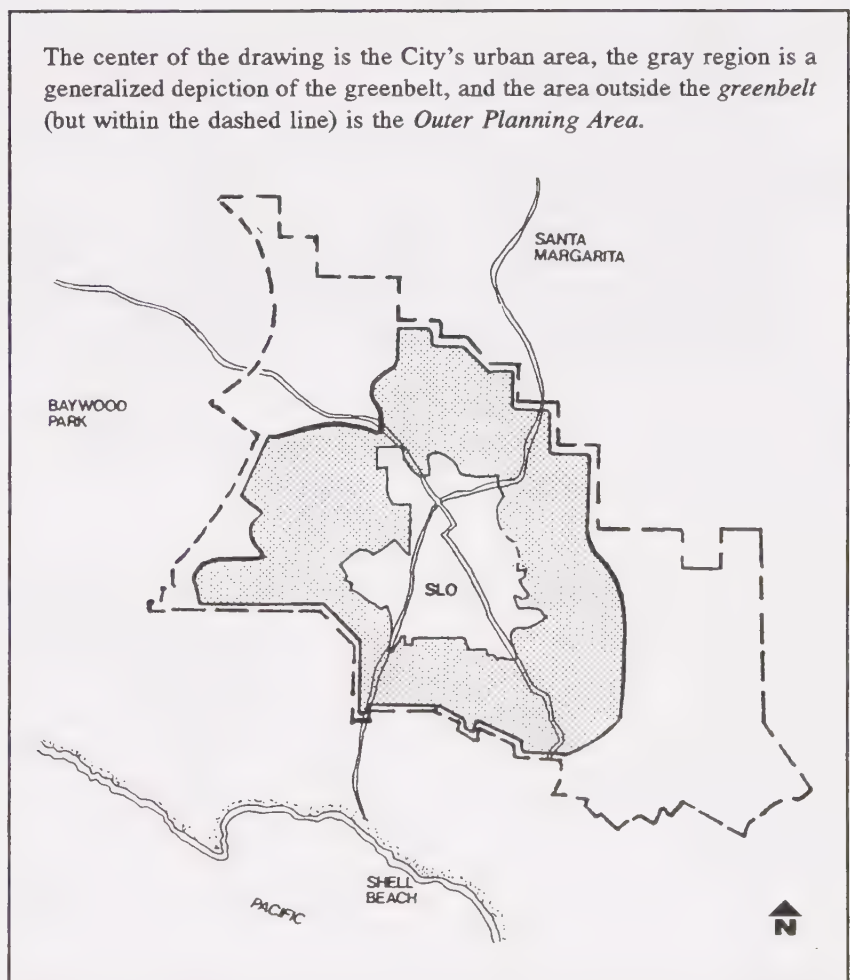 The center of the drawing is the City's urban area, the gray region is a
generalized depiction of the greenbelt, and the area outside the greenbelt
(but within the dashed line) is the Outer Planning Area.
SANTA
MARGARITA
BAYWOOD
PARK
SLO
SHELL
BEACH
PACIFIC
N